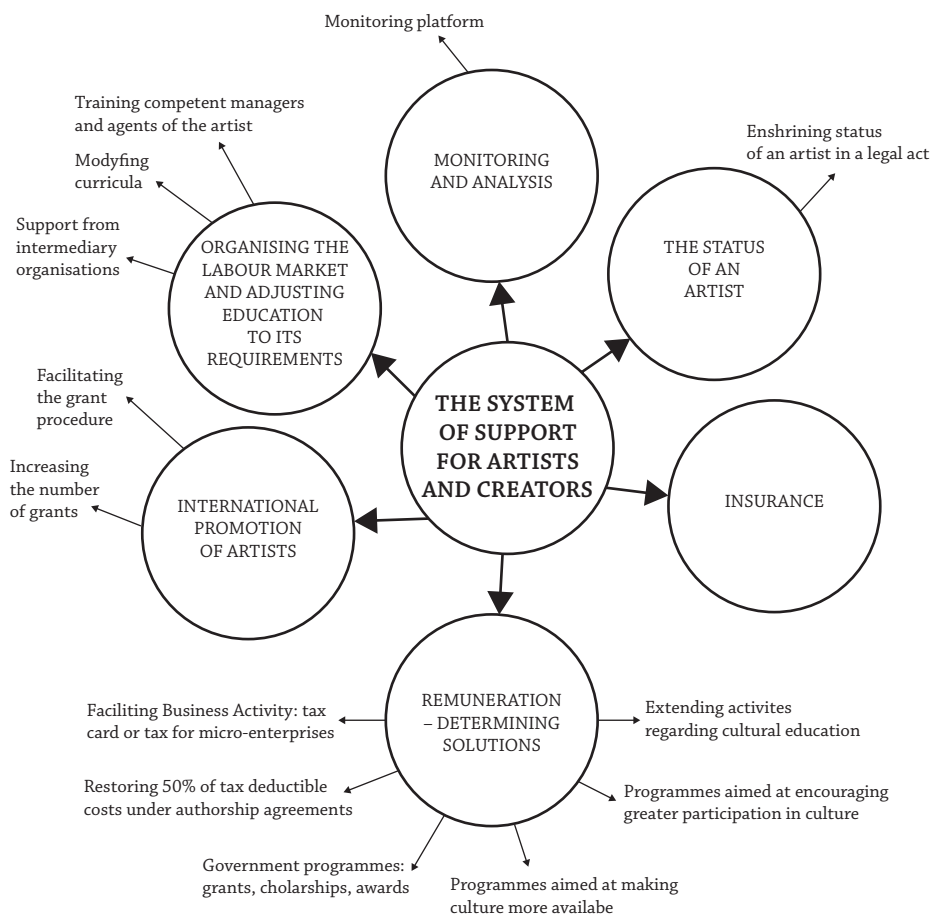 Monitoring platform
Training competent managers
and agents of the artist
Modyfing
curricula
Support from
intermediary
organisations
MONITORING
AND ANALYSIS
Enshrining status
of an artist in a legal act
ORGANISING THE
LABOUR MARKET
AND ADJUSTING
EDUCATION
TO ITS
REQUIREMENTS
THE STATUS
OF AN
ARTIST
Facilitating
the grant
procedure
Increasing
the number
of grants
THE SYSTEM
OF SUPPORT
FOR ARTISTS
AND CREATORS
INTERNATIONAL
PROMOTION
OF ARTISTS
INSURANCE
REMUNERATION
– DETERMINING
SOLUTIONS
Faciliting Business Activity: tax
card or tax for micro-enterprises
Restoring 50% of tax deductible
costs under authorship agreements
Government programmes:
grants, cholarships, awards
Programmes aimed at making
culture more availabe
Programmes aimed at encouraging
greater participation in culture
Extending activites
regarding cultural education